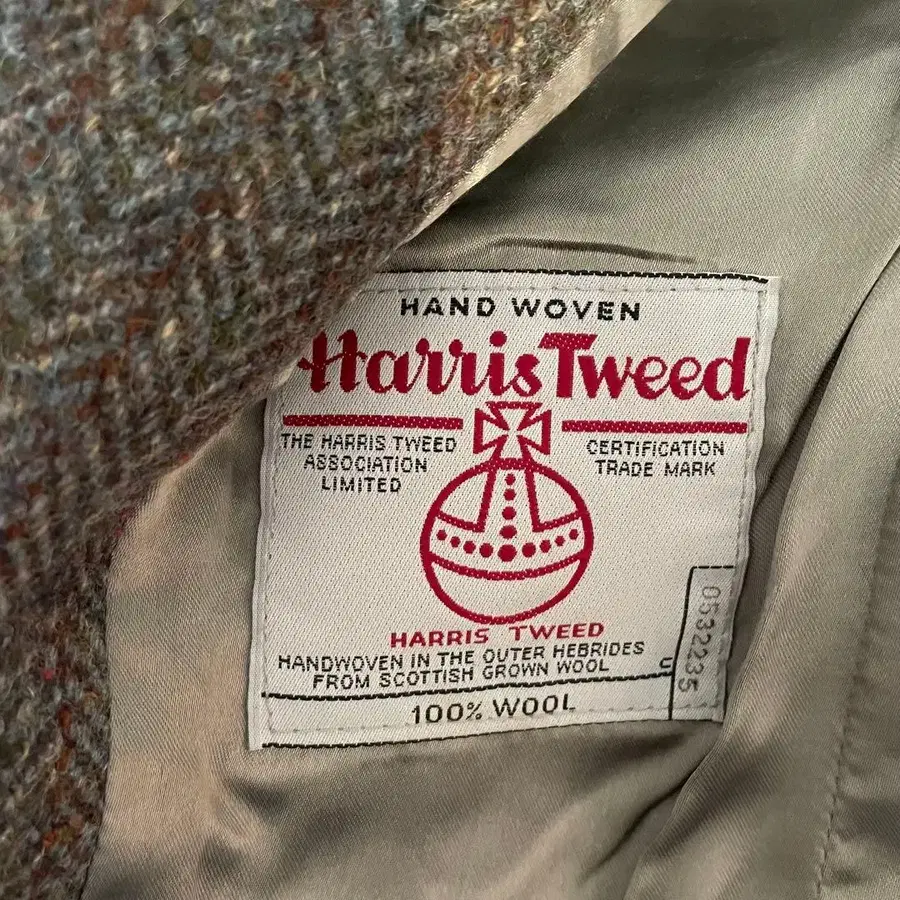 HAND WOVEN
Harris Tweed
THE HARRIS TWEED
ASSOCIATION
LIMITED
CERTIFICATION
TRADE MARK
HARRIS TWEED
HANDWOVEN IN THE OUTER HEBRIDES
FROM SCOTTISH GROWN WOOL
100% WOOL
0532235